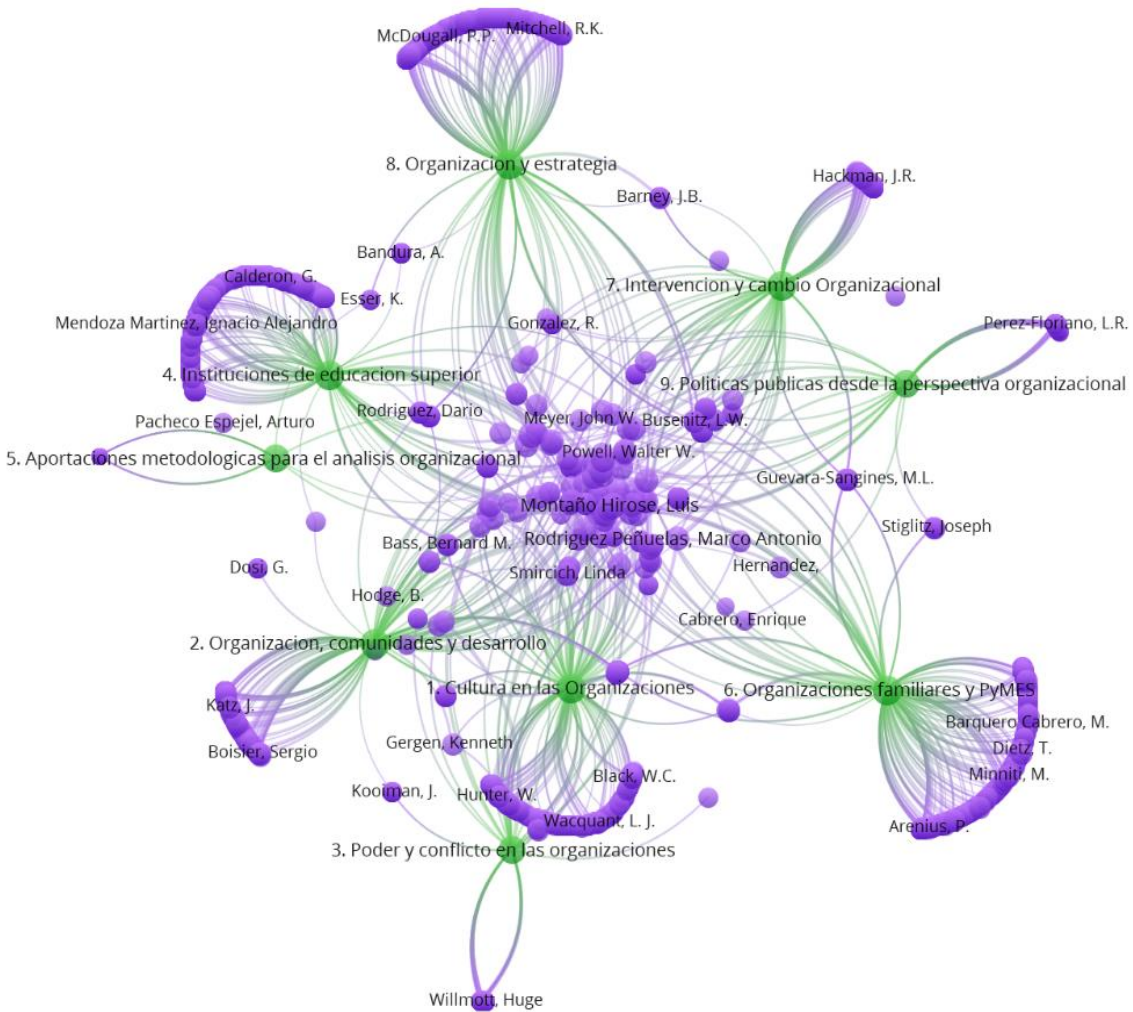 McDougall, P.P.
Mitchell, R.K.
8. Organizacion y estrategia
Barney, J.B.
Hackman, J.R.
Bandura, A.
Calderon, G.
Esser, K.
7. Intervencion y cambio Organizacional
Mendoza Martinez, Ignacio Alejandro
Gonzalez, R.
Perez-Floriano, L.R.
4. Instituciones de educacion superior
9. Politicas publicas desde la perspectiva organizacional
Rodriguez, Dario
Pacheco Espejel, Arturo
Meyer, John W.
Busenitz, L.W.
5. Aportaciones metodologicas para el analisis organizacional
Powell, Walter W.
Guevara-Sangines, M.L.
Montaño Hirose, Luis
Stiglitz, Joseph
Bass, Bernard M.
Rodriguez Peñuelas, Marco Antonio
Dosi, G.
Smircich, Linda
Hernandez,
Hodge, B.
Cabrero, Enrique
2. Organizacion, comunidades y desarrollo
1. Cultura en las Organizaciones
6. Organizaciones familiares y PyMES
Katz, J.
Barquero Cabrero, M.
Boisier, Sergio
Gergen, Kenneth
Dietz, T.
Black, W.C.
Minniti, M.
Kooiman, J.
Hunter, W.
Wacquant, L. J.
Arenius, P.
3. Poder y conflicto en las organizaciones
Willmott, Huge